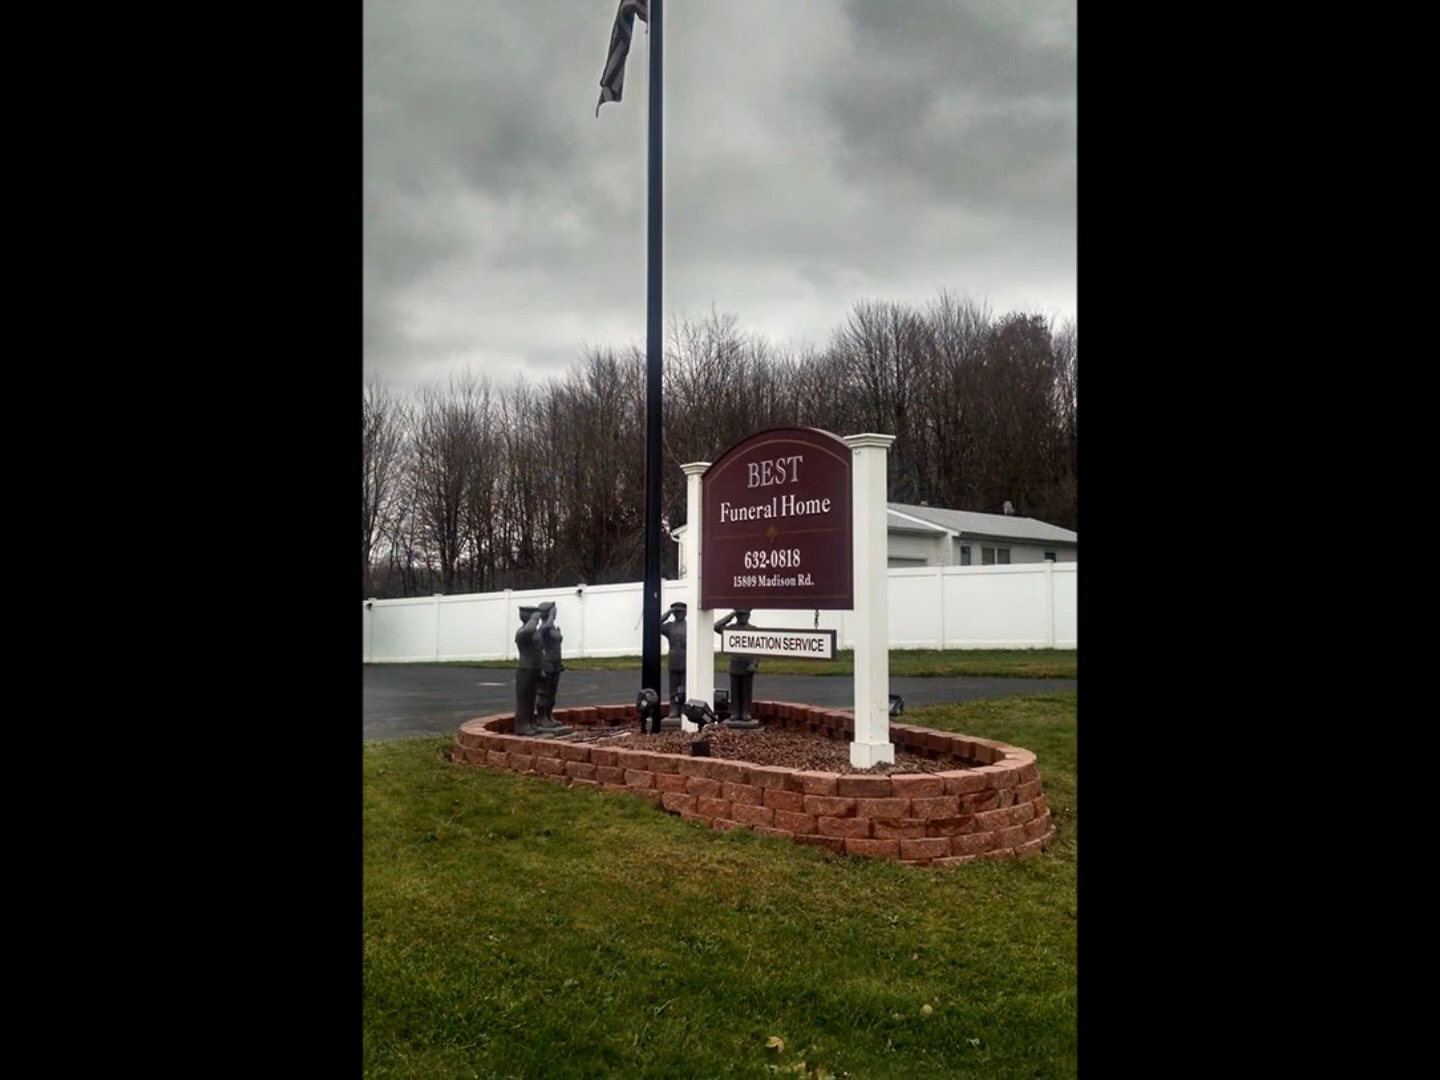 BEST
Funeral Home
632-0818
15809 Madison Rd.
CREMATION SERVICE